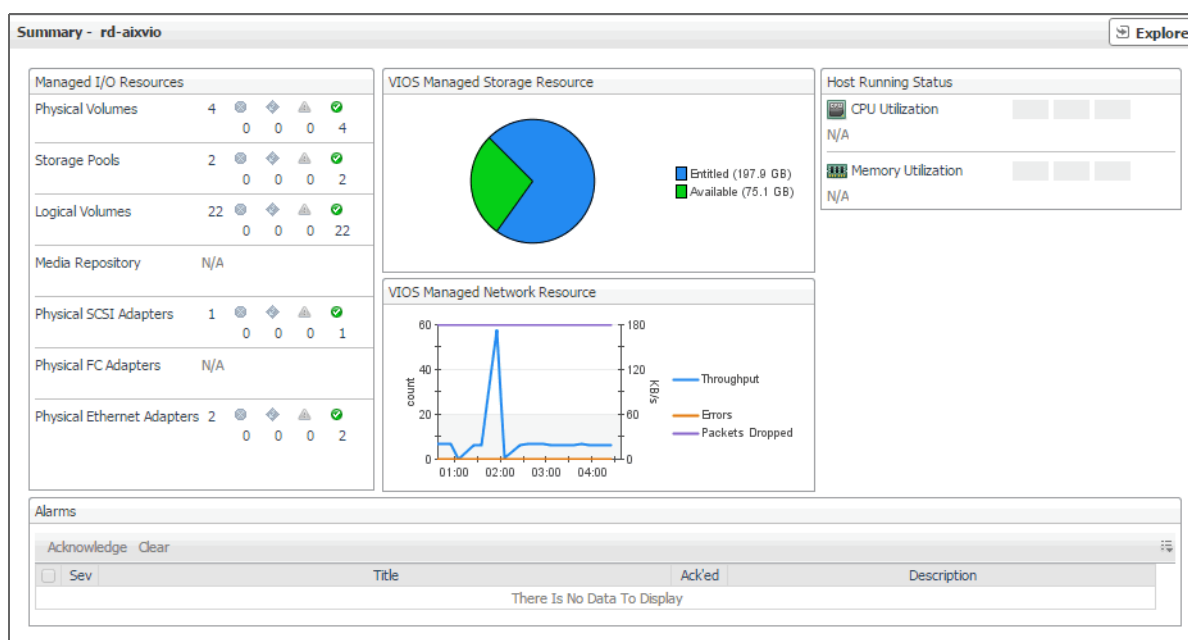 Summary - rd-aixvio
Explore
Managed I/O Resources
Physical Volumes 4
0 0 0 4
Storage Pools 2
0 0 0 2
Logical Volumes 22
0 0 0 22
Media Repository N/A
Physical SCSI Adapters 1
0 0 0 1
Physical FC Adapters N/A
Physical Ethernet Adapters 2
0 0 0 2
VIOS Managed Storage Resource
Entitled (197.9 GB)
Available (75.1 GB)
VIOS Managed Network Resource
60
40
20
0
count
180
120
60
0
KB/s
01:00 02:00 03:00 04:00
Throughput
Errors
Packets Dropped
Host Running Status
CPU Utilization
N/A
Memory Utilization
N/A
Alarms
Acknowledge Clear
Sev Title Ack'ed Description
There Is No Data To Display